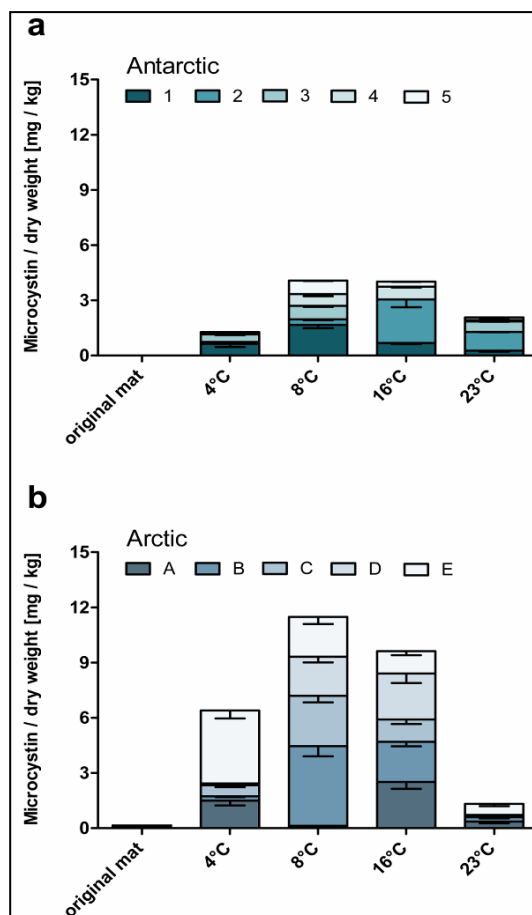 a
Antarctic
1 2 3 4 5
Microcystin / dry weight [mg / kg]
15
12
9
6
3
0
original mat
4°C
8°C
16°C
23°C
b
Arctic
A B C D E
Microcystin / dry weight [mg / kg]
15
12
9
6
3
0
original mat
4°C
8°C
16°C
23°C